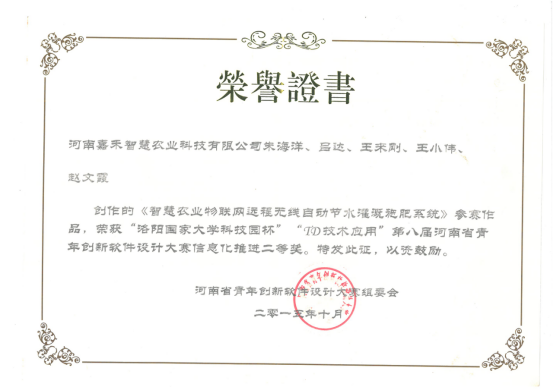 榮譽證書
河南嘉禾智慧农业科技有限公司朱海洋、吕达、王米刚、王小伟、
赵文霞
创作的《智慧农业物联网远程无线自动节水灌溉施肥系统》参赛作
品，荣获“洛阳国家大学科技园杯”“TD技术应用”第八届河南省青
年创新软件设计大赛信息化推进二等奖。特发此证，以资鼓励。
河南省青年创新软件设计大赛组委会
二零一三年十月